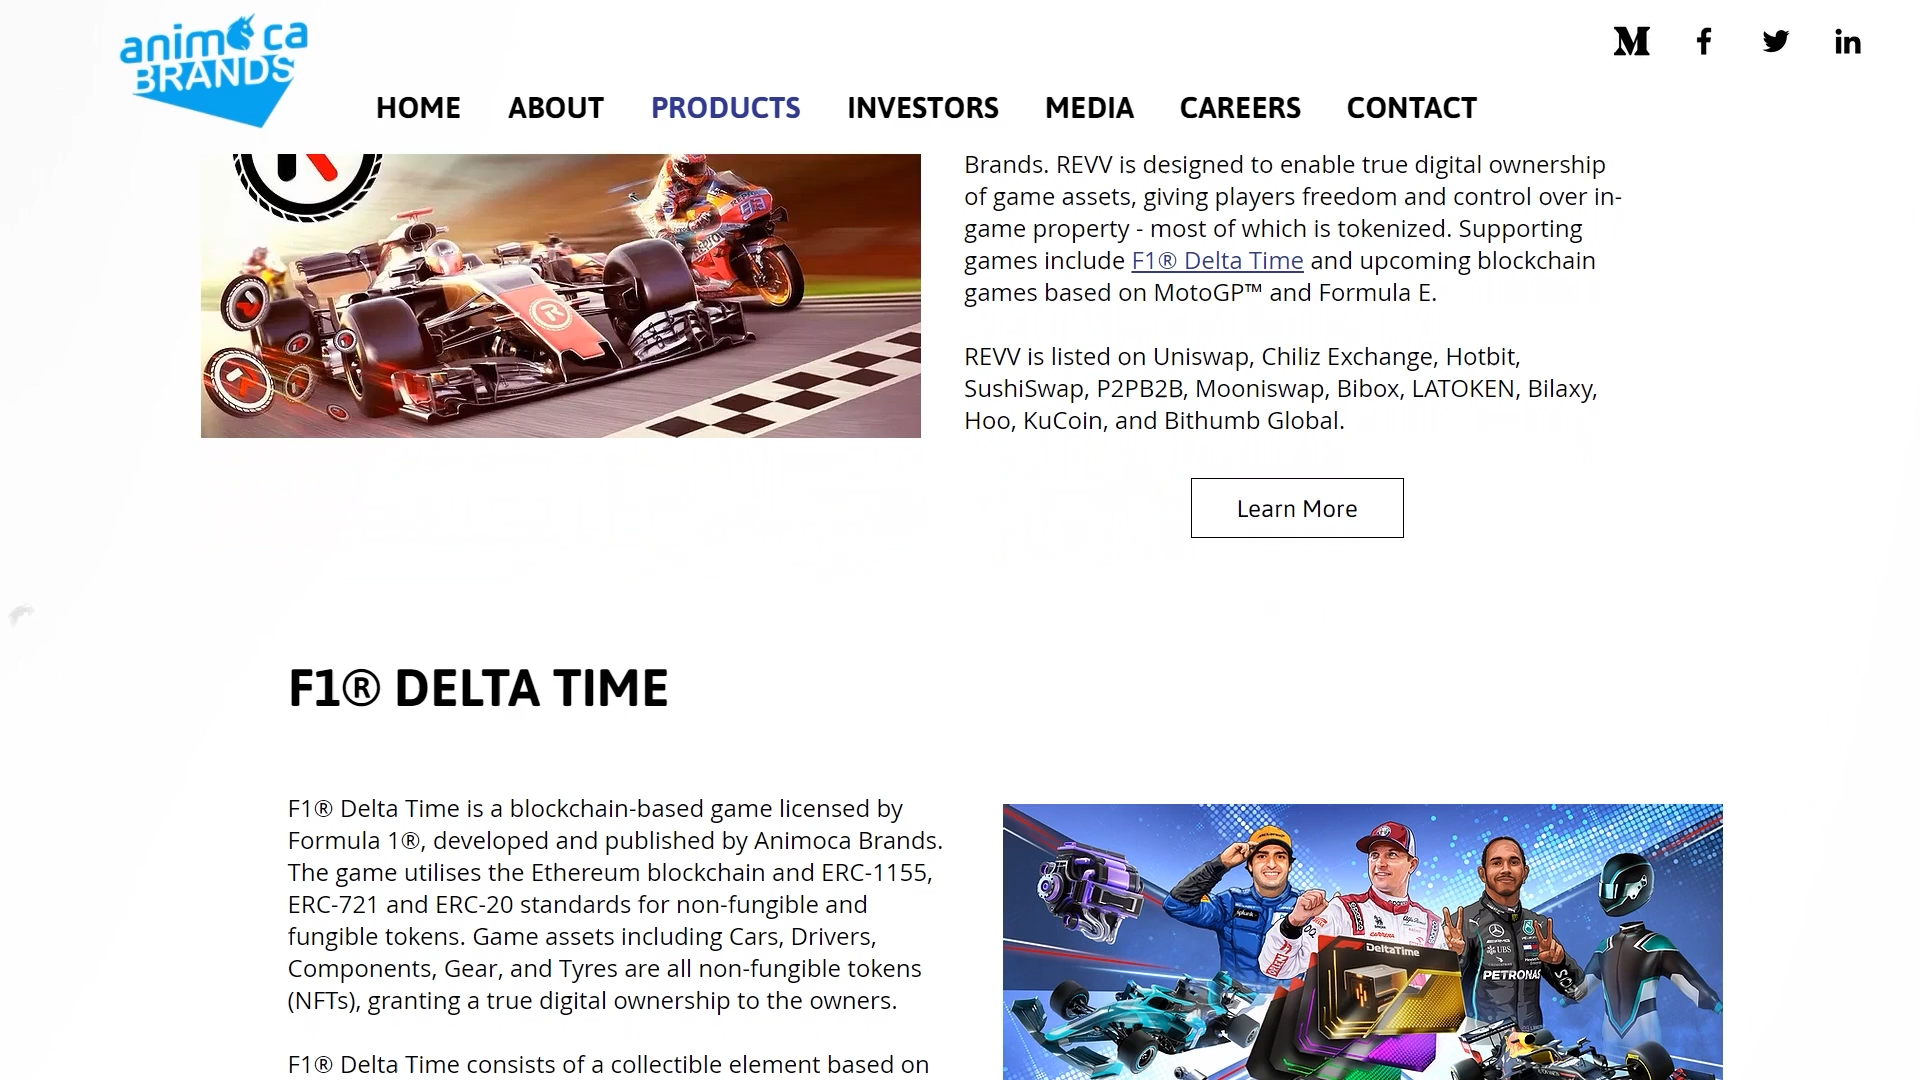 animoca
BRANDS
HOME ABOUT PRODUCTS INVESTORS MEDIA CAREERS CONTACT
Brands. REVV is designed to enable true digital ownership
of game assets, giving players freedom and control over in-
game property - most of which is tokenized. Supporting
games include F1® Delta Time and upcoming blockchain
games based on MotoGP™ and Formula E.
REVV is listed on Uniswap, Chiliz Exchange, Hotbit,
SushiSwap, P2PB2B, Mooniswap, Bibox, LATOKEN, Bilaxy,
Hoo, KuCoin, and Bithumb Global.
Learn More
F1® DELTA TIME
F1® Delta Time is a blockchain-based game licensed by
Formula 1®, developed and published by Animoca Brands.
The game utilises the Ethereum blockchain and ERC-1155,
ERC-721 and ERC-20 standards for non-fungible and
fungible tokens. Game assets including Cars, Drivers,
Components, Gear, and Tyres are all non-fungible tokens
(NFTs), granting a true digital ownership to the owners.
F1® Delta Time consists of a collectible element based on
DeltaTime
PETRONAS
UBS